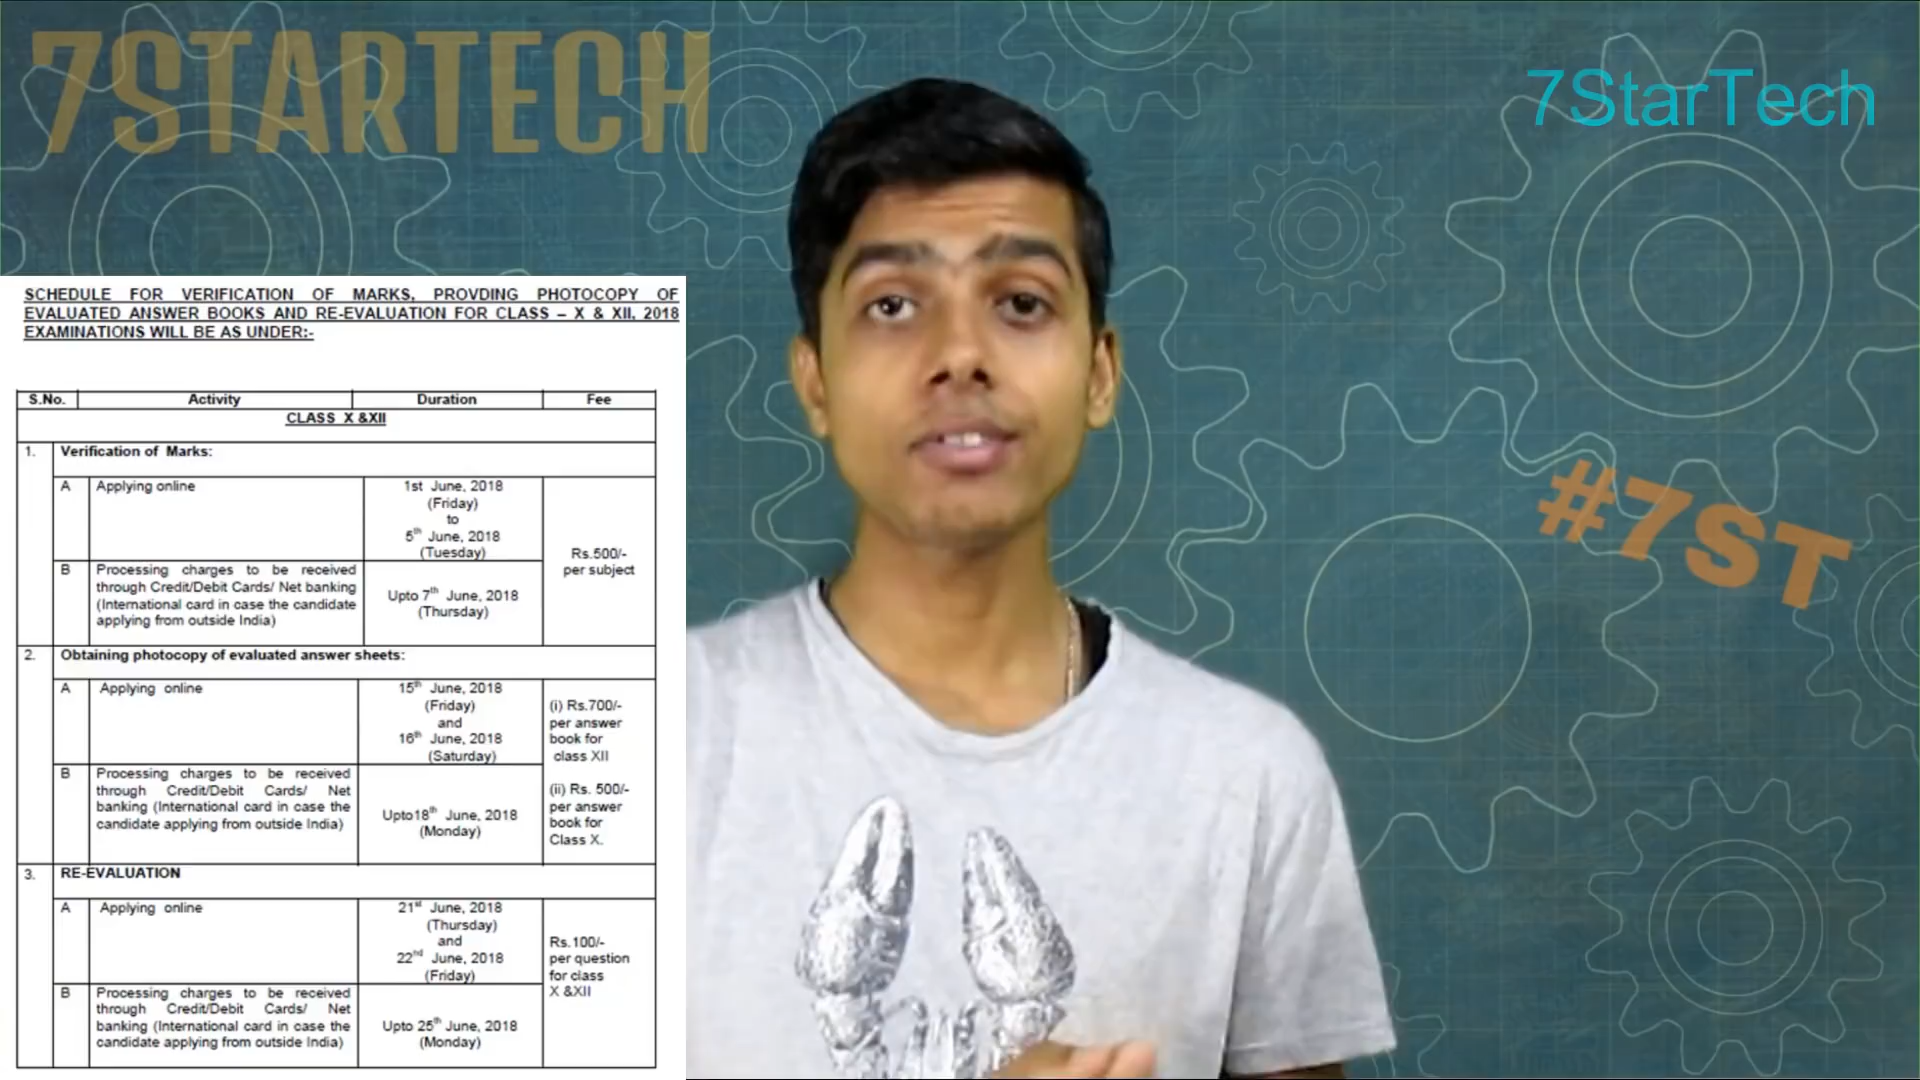 7STARTECH
7StarTech
#7ST
SCHEDULE FOR VERIFICATION OF MARKS, PROVDING PHOTOCOPY OF
EVALUATED ANSWER BOOKS AND RE-EVALUATION FOR CLASS – X & XII, 2018
EXAMINATIONS WILL BE AS UNDER:-
S.No. Activity Duration Fee
CLASS X &XII
1. Verification of Marks:
A Applying online
1st June, 2018
(Friday)
to
5th June, 2018
(Tuesday)
Rs.500/-
per subject
B Processing charges to be received
through Credit/Debit Cards/ Net banking
(International card in case the candidate
applying from outside India)
Upto 7th June, 2018
(Thursday)
2. Obtaining photocopy of evaluated answer sheets:
A Applying online
15th June, 2018
(Friday)
and
16th June, 2018
(Saturday)
(i) Rs.700/-
per answer
book for
class XII
(ii) Rs. 500/-
per answer
book for
Class X.
B Processing charges to be received
through Credit/Debit Cards/ Net
banking (International card in case the
candidate applying from outside India)
Upto18th June, 2018
(Monday)
3. RE-EVALUATION
A Applying online
21st June, 2018
(Thursday)
and
22nd June, 2018
(Friday)
Rs.100/-
per question
for class
X &XII
B Processing charges to be received
through Credit/Debit Cards/ Net
banking (International card in case the
candidate applying from outside India)
Upto 25th June, 2018
(Monday)